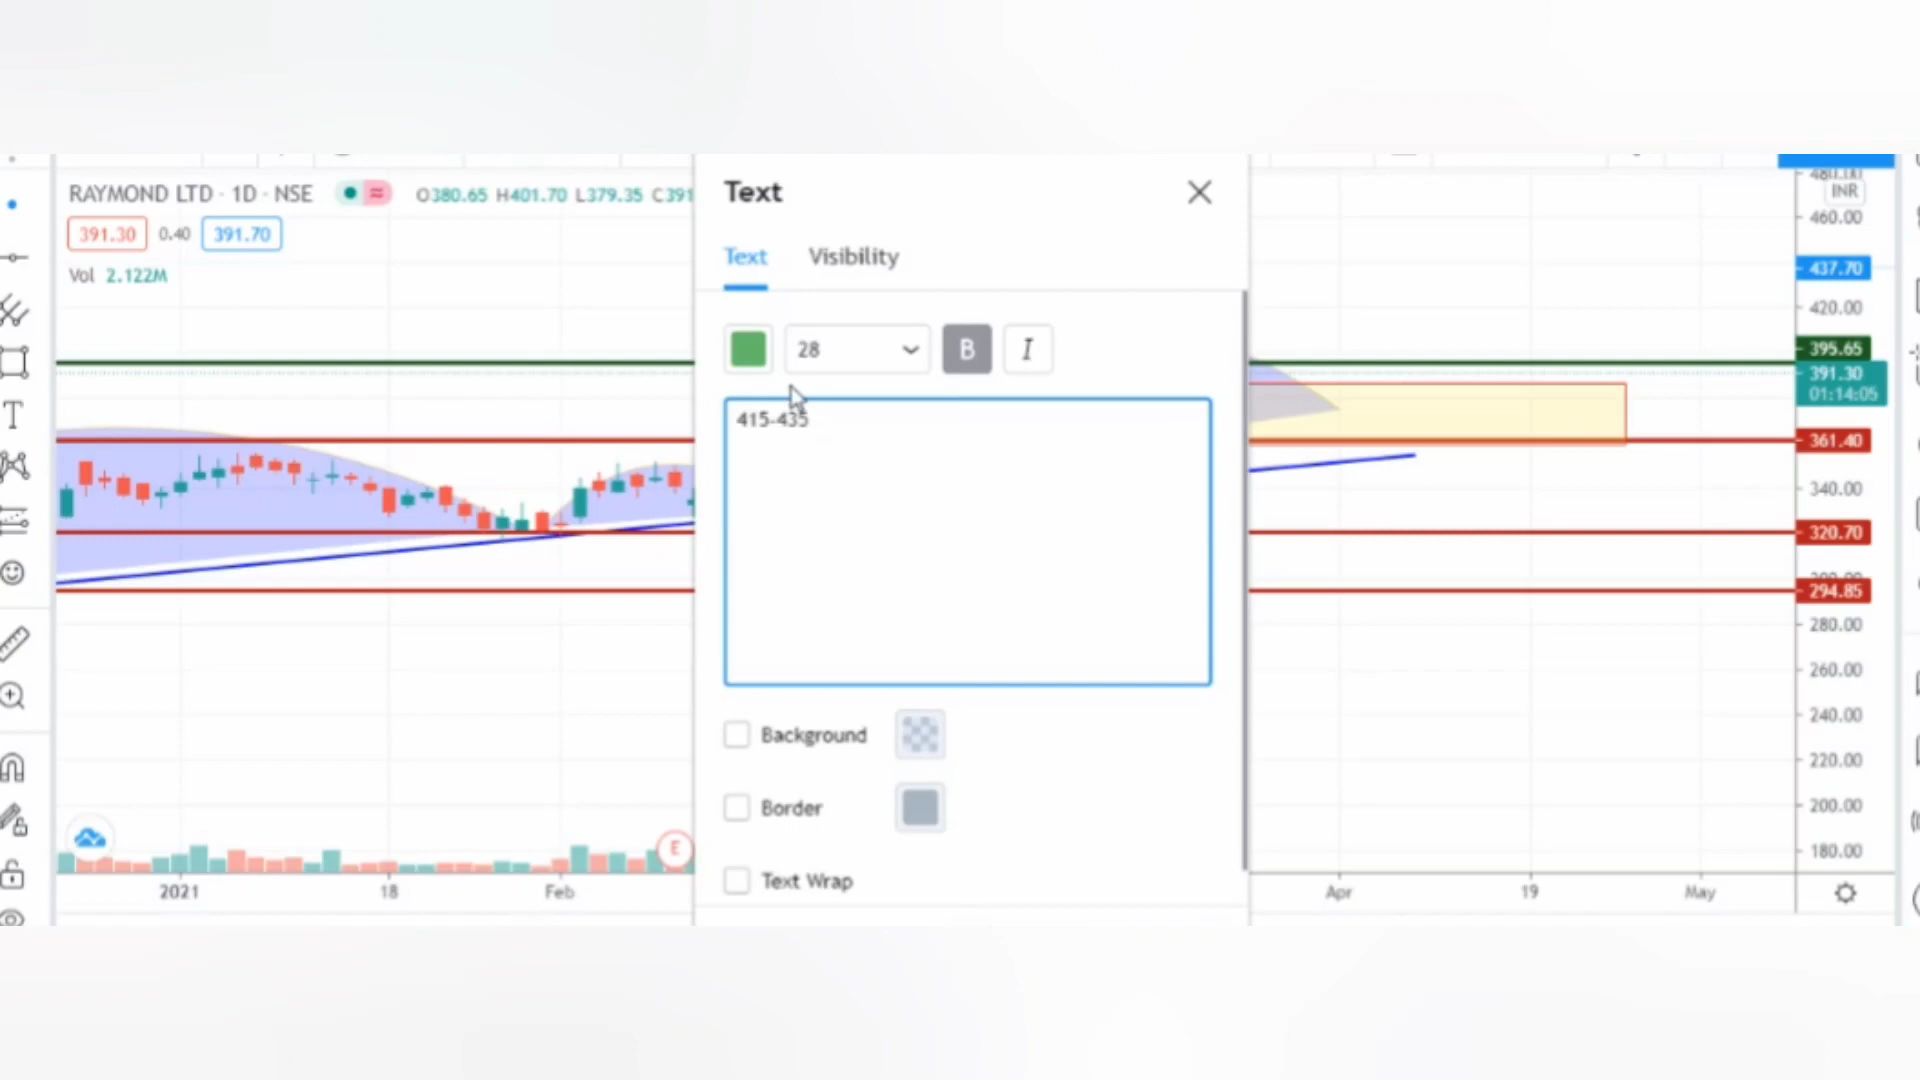 RAYMOND LTD · 1D · NSE
O380.65 H401.70 L379.35 C391
391.30 0.40 391.70
Vol 2.122M
Text
Text Visibility
28
B I
415-435
Background
Border
Text Wrap
INR
460.00
437.70
420.00
395.65
391.30
01:14:05
361.40
340.00
320.70
294.85
280.00
260.00
240.00
220.00
200.00
180.00
E
2021 18 Feb Apr 19 May